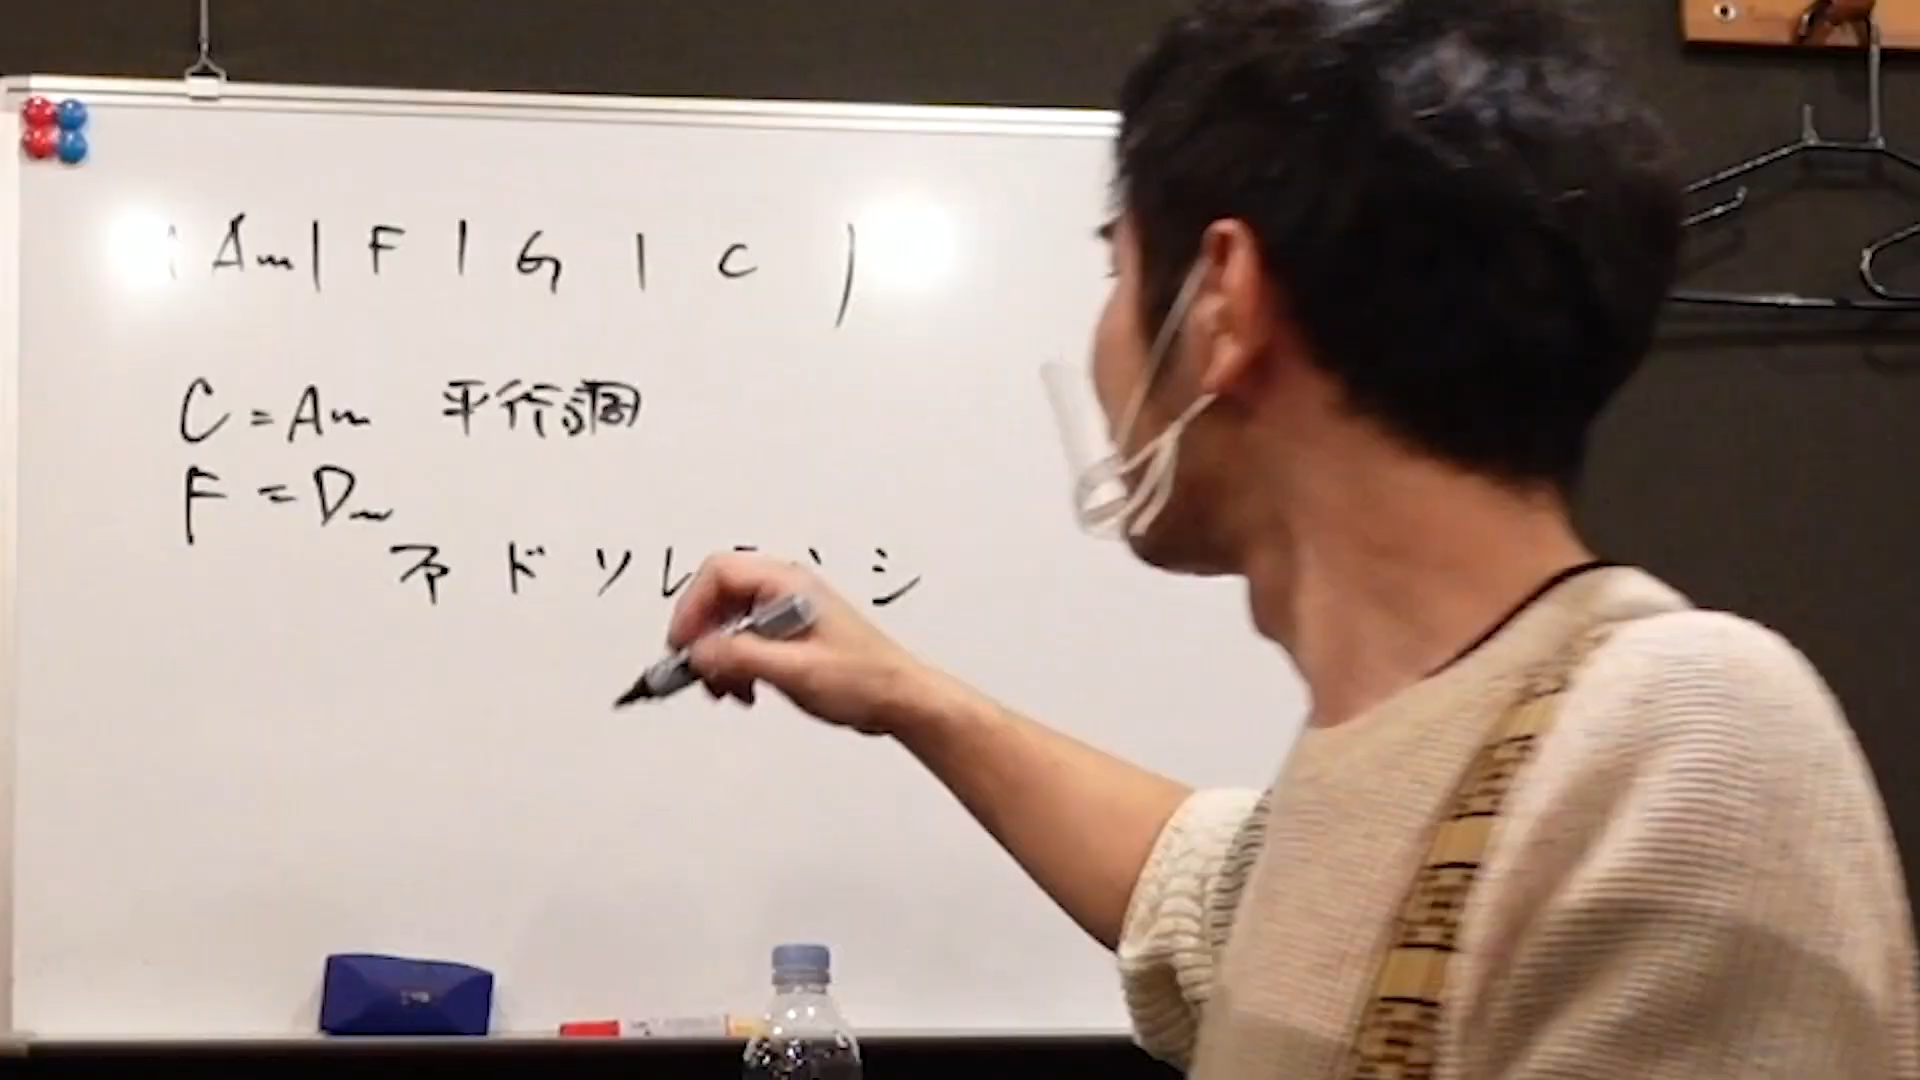 | Am | F | G | C |
C = Am 平行調
F = Dm
ファ ド ソ レ シ